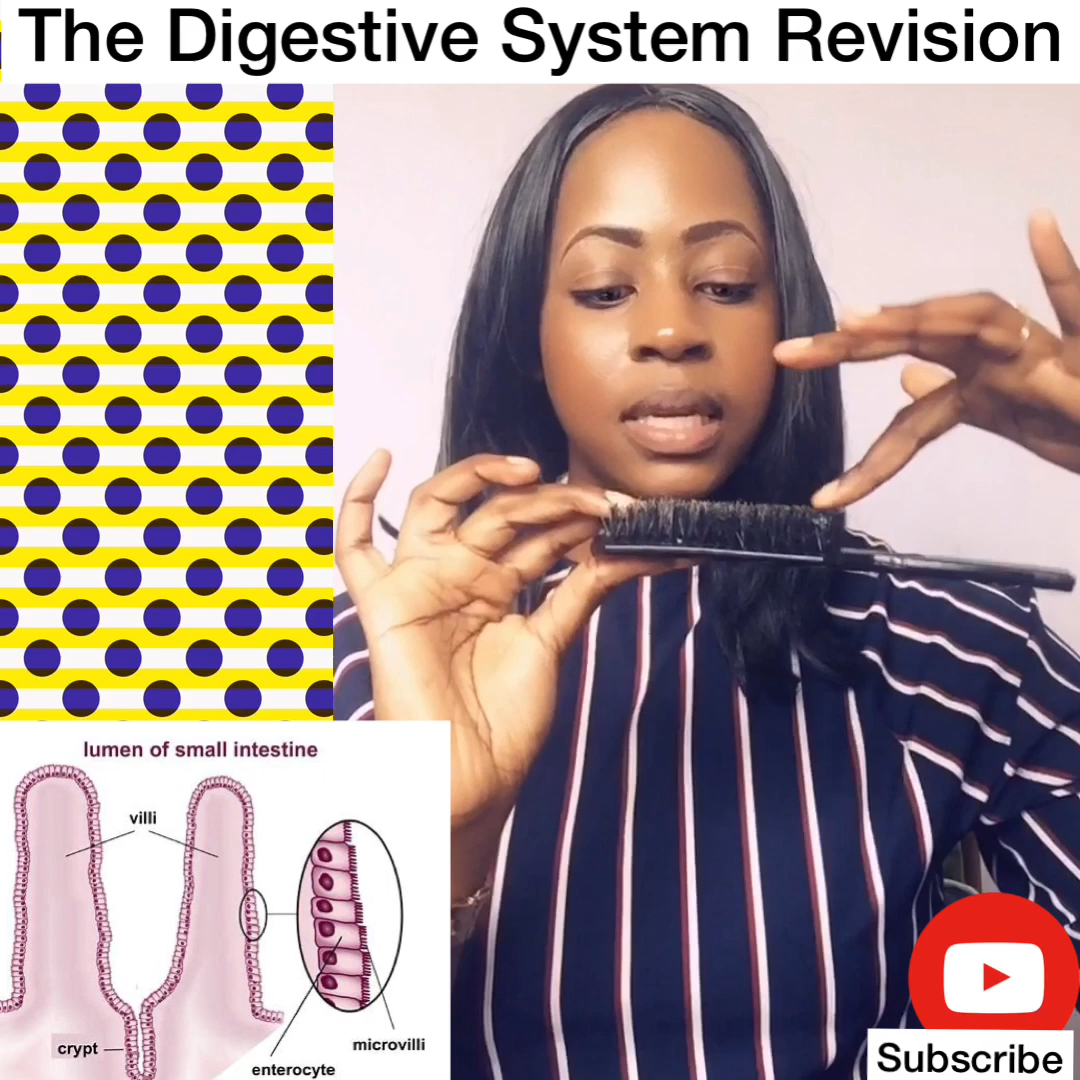 The Digestive System Revision
lumen of small intestine
villi
crypt
microvilli
enterocyte
Subscribe